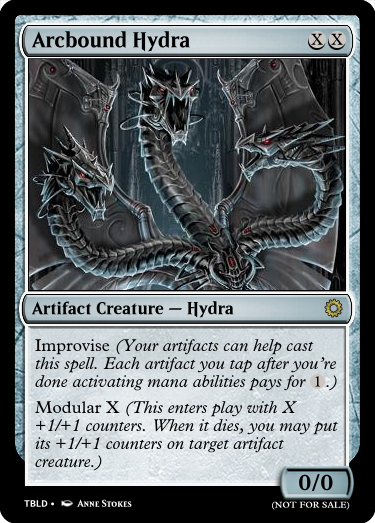 Arcbound Hydra XX
Artifact Creature — Hydra
Improvise (Your artifacts can help cast
this spell. Each artifact you tap after you're
done activating mana abilities pays for 1.)
Modular X (This enters play with X
+1/+1 counters. When it dies, you may put
its +1/+1 counters on target artifact
creature.)
0/0
TBLD • Anne Stokes
(NOT FOR SALE)